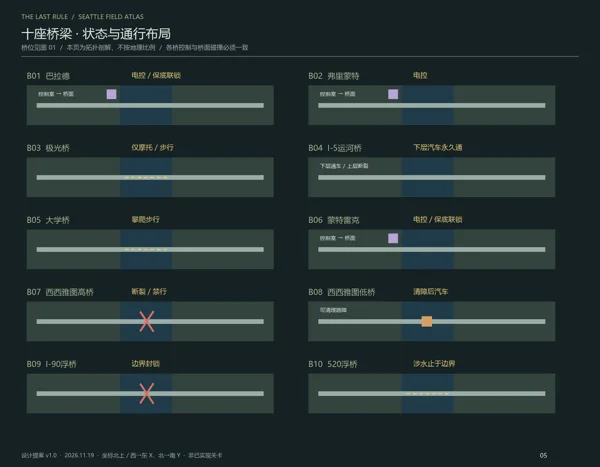 THE LAST RULE / SEATTLE FIELD ATLAS
十座桥梁 · 状态与通行布局
桥位见图 01 / 本页为拓扑剖解，不按地理比例 / 各桥控制与桥面碰撞必须一致
B01 巴拉德 电控 / 保底联锁
控制室 → 桥面
B02 弗里蒙特 电控
控制室 → 桥面
B03 极光桥 仅摩托 / 步行
B04 I-5运河桥 下层汽车永久通
下层通车 / 上层断裂
B05 大学桥 攀爬步行
B06 蒙特雷克 电控 / 保底联锁
控制室 → 桥面
B07 西西雅图高桥 断裂 / 禁行
B08 西西雅图低桥 清障后汽车
可清理路障
B09 I-90浮桥 边界封锁
B10 520浮桥 涉水止于边界
设计提案 v1.0 · 2026.11.19 · 坐标北上 / 西→东 X、北→南 Y · 非已实现关卡
05